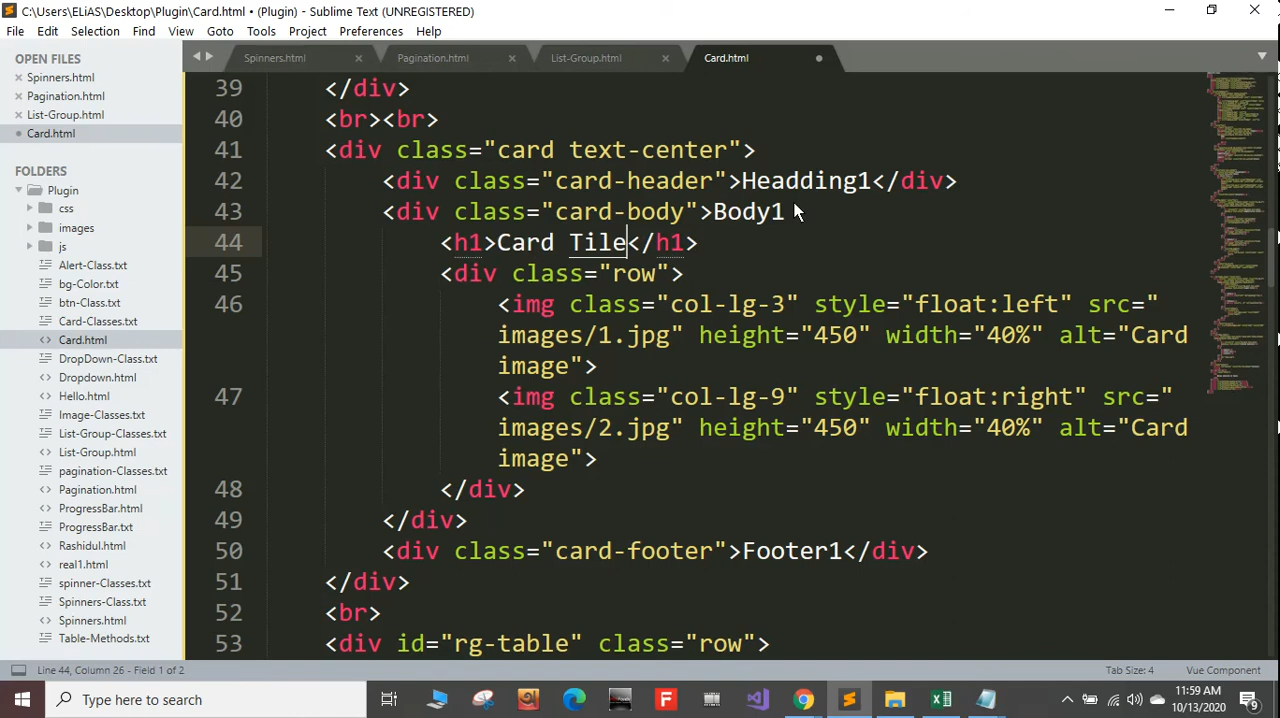 C:\Users\ELiAS\Desktop\Plugin\Card.html • (Plugin) - Sublime Text (UNREGISTERED)
File Edit Selection Find View Goto Tools Project Preferences Help
OPEN FILES
Spinners.html
Pagination.html
List-Group.html
Card.html
FOLDERS
Plugin
css
images
js
Alert-Class.txt
bg-Color.txt
btn-Class.txt
Card-Classes.txt
Card.html
DropDown-Class.txt
Dropdown.html
Hello.html
Image-Classes.txt
List-Group-Classes.txt
List-Group.html
pagination-Classes.txt
Pagination.html
ProgressBar.html
ProgressBar.txt
Rashidul.html
real1.html
spinner-Classes.txt
Spinners-Class.txt
Spinners.html
Table-Methods.txt
Spinners.html Pagination.html List-Group.html Card.html
39 </div>
40 <br><br>
41 <div class="card text-center">
42 <div class="card-header">Headding1</div>
43 <div class="card-body">Body1
44 <h1>Card Tile</h1>
45 <div class="row">
46 <img class="col-lg-3" style="float:left" src="
images/1.jpg" height="450" width="40%" alt="Card
image">
47 <img class="col-lg-9" style="float:right" src="
images/2.jpg" height="450" width="40%" alt="Card
image">
48 </div>
49 </div>
50 <div class="card-footer">Footer1</div>
51 </div>
52 <br>
53 <div id="rg-table" class="row">
Line 44, Column 26 - Field 1 of 2 Tab Size: 4 Vue Component
Type here to search
11:59 AM
10/13/2020